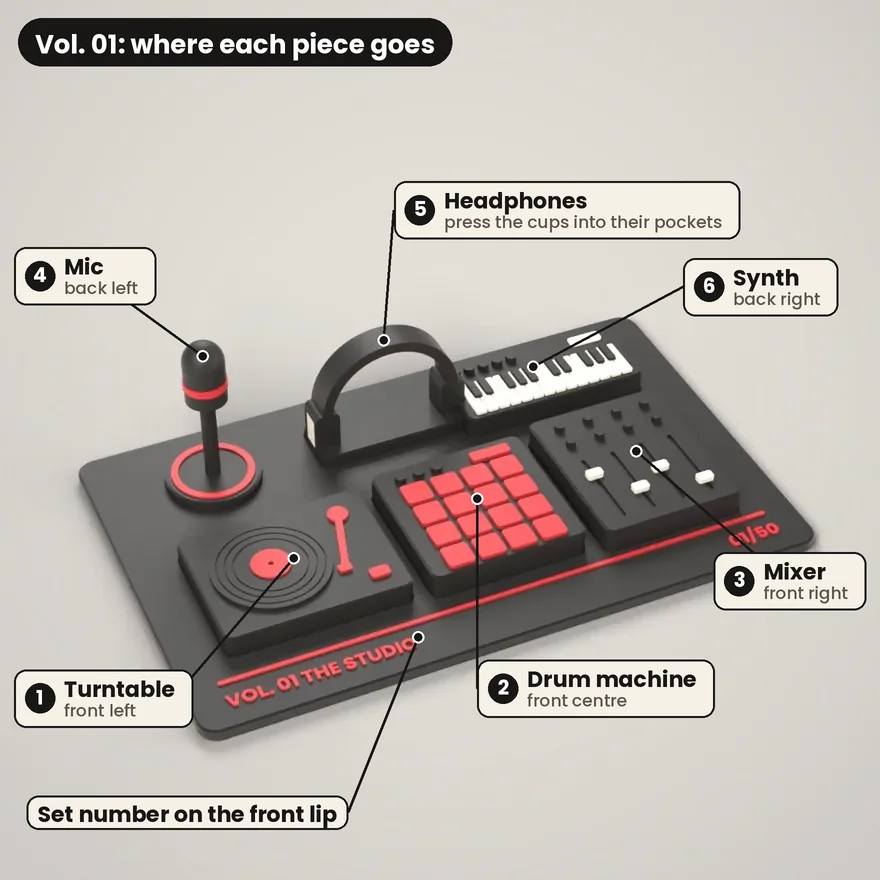 Vol. 01: where each piece goes
5 Headphones
press the cups into their pockets
4 Mic
back left
6 Synth
back right
01/50
3 Mixer
front right
VOL. 01 THE STUDIO
1 Turntable
front left
2 Drum machine
front centre
Set number on the front lip